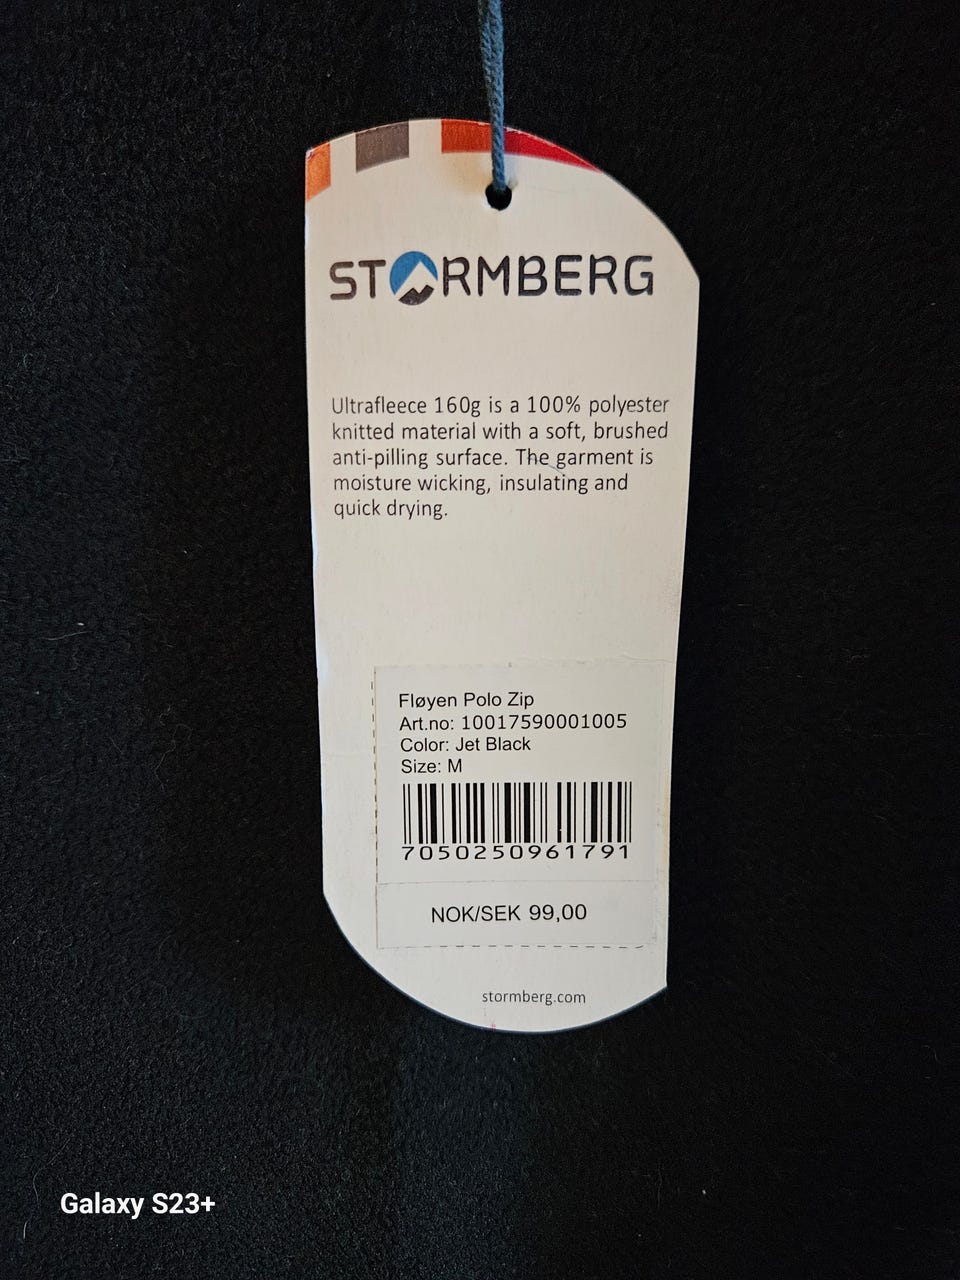 STORMBERG
Ultrafleece 160g is a 100% polyester
knitted material with a soft, brushed
anti-pilling surface. The garment is
moisture wicking, insulating and
quick drying.
Fløyen Polo Zip
Art.no: 10017590001005
Color: Jet Black
Size: M
7050250961791
NOK/SEK 99,00
stormberg.com
Galaxy S23+